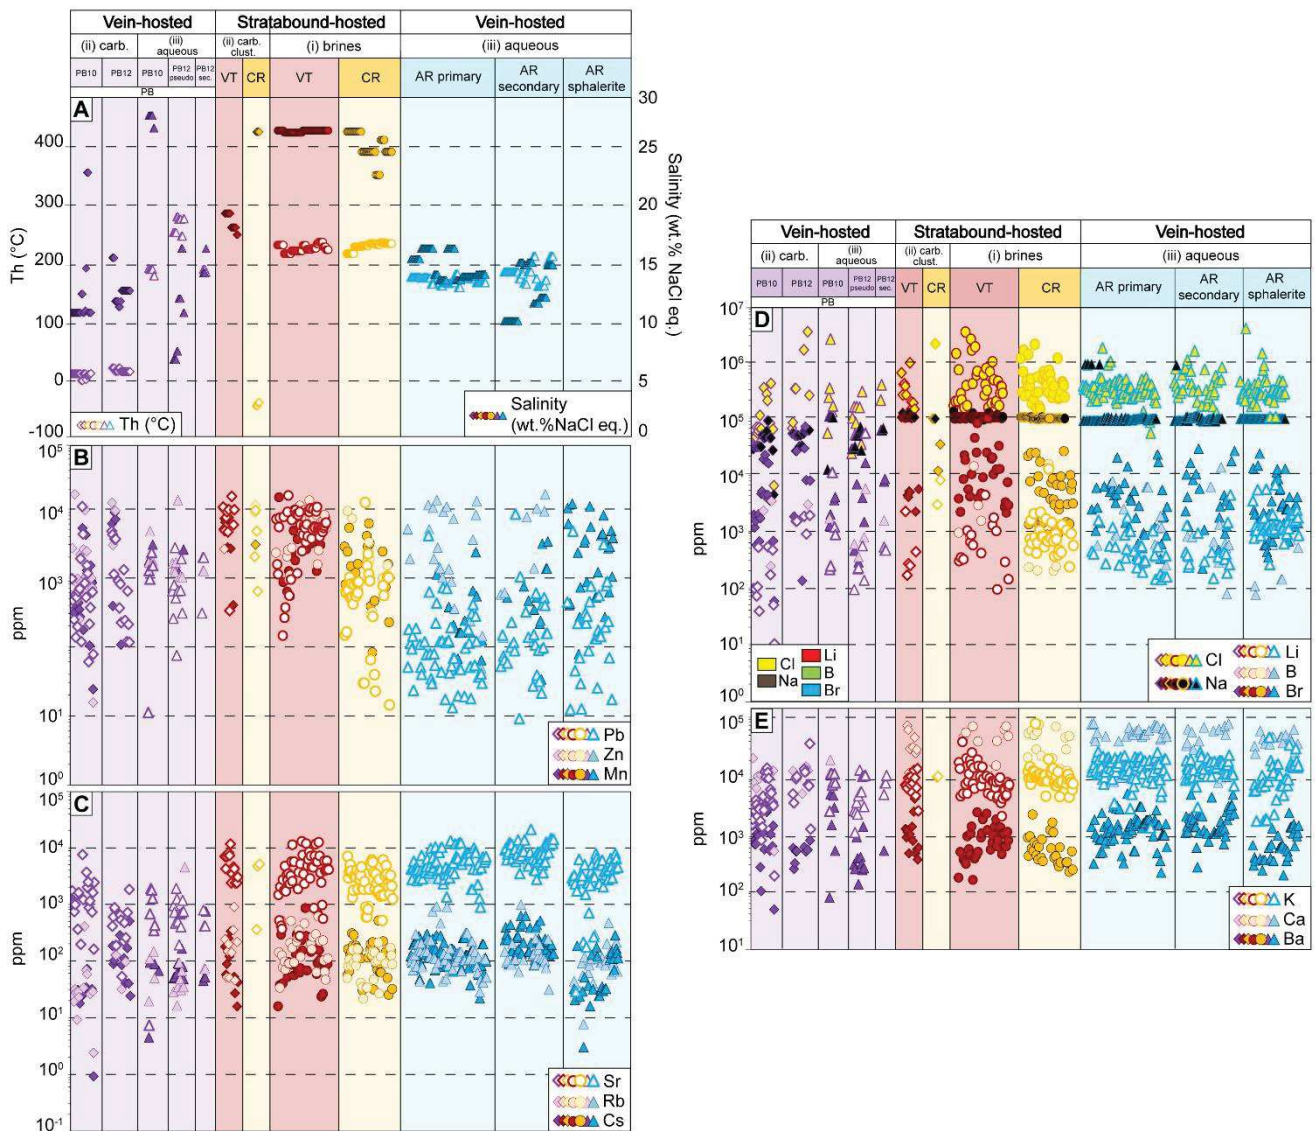 Vein-hosted Stratabound-hosted Vein-hosted
(ii) carb. (iii) aqueous (ii) carb. clust. (i) brines (iii) aqueous
PB10 PB12 PB10 PB12 pseudo PB12 sec. VT CR VT CR AR primary AR secondary AR sphalerite
PB
A
30
400 25
300 20
200 15
100 10
0 5
-100 0
Th (°C)
Salinity (wt.% NaCl eq.)
Th (°C)
Salinity (wt.%NaCl eq.)
B
10⁵
10⁴
10³
10¹
10⁰
ppm
Pb
Zn
Mn
C
10⁵
10⁴
10³
10²
10¹
10⁰
10⁻¹
ppm
Sr
Rb
Cs
Vein-hosted Stratabound-hosted Vein-hosted
(ii) carb. (iii) aqueous (ii) carb. clust. (i) brines (iii) aqueous
PB10 PB12 PB10 PB12 pseudo PB12 sec. VT CR VT CR AR primary AR secondary AR sphalerite
PB
D
10⁷
10⁶
10⁵
10⁴
10³
10²
10¹
10⁰
ppm
Cl Li
Na B
Br
Cl Li
Na B
Br
E
10⁵
10⁴
10³
10²
10¹
ppm
K
Ca
Ba